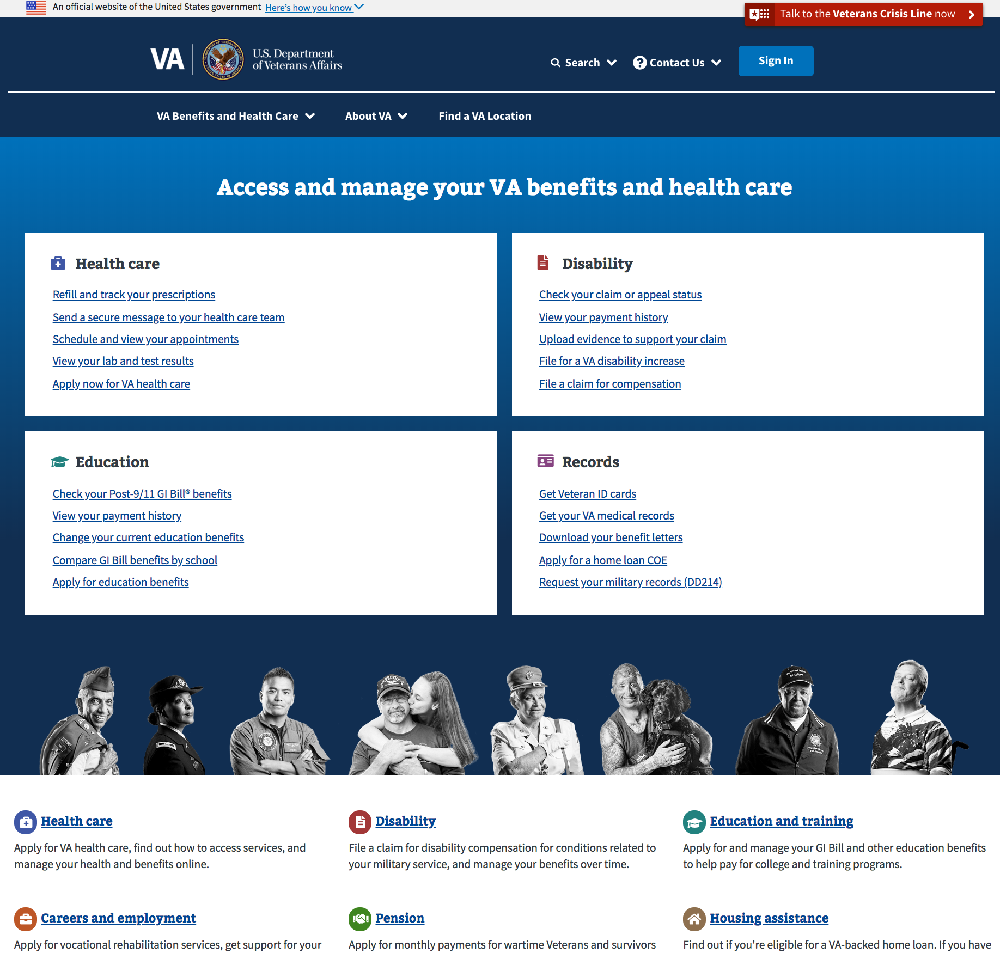 An official website of the United States government Here's how you know
Talk to the Veterans Crisis Line now
VA
U.S. Department
of Veterans Affairs
Search
Contact Us
Sign In
VA Benefits and Health Care
About VA
Find a VA Location
Access and manage your VA benefits and health care
Health care
Refill and track your prescriptions
Send a secure message to your health care team
Schedule and view your appointments
View your lab and test results
Apply now for VA health care
Disability
Check your claim or appeal status
View your payment history
Upload evidence to support your claim
File for a VA disability increase
File a claim for compensation
Education
Check your Post-9/11 GI Bill® benefits
View your payment history
Change your current education benefits
Compare GI Bill benefits by school
Apply for education benefits
Records
Get Veteran ID cards
Get your VA medical records
Download your benefit letters
Apply for a home loan COE
Request your military records (DD214)
SPECTRE
Montford Point
Marine
Health care
Apply for VA health care, find out how to access services, and
manage your health and benefits online.
Disability
File a claim for disability compensation for conditions related to
your military service, and manage your benefits over time.
Education and training
Apply for and manage your GI Bill and other education benefits
to help pay for college and training programs.
Careers and employment
Apply for vocational rehabilitation services, get support for your
Pension
Apply for monthly payments for wartime Veterans and survivors
Housing assistance
Find out if you're eligible for a VA-backed home loan. If you have